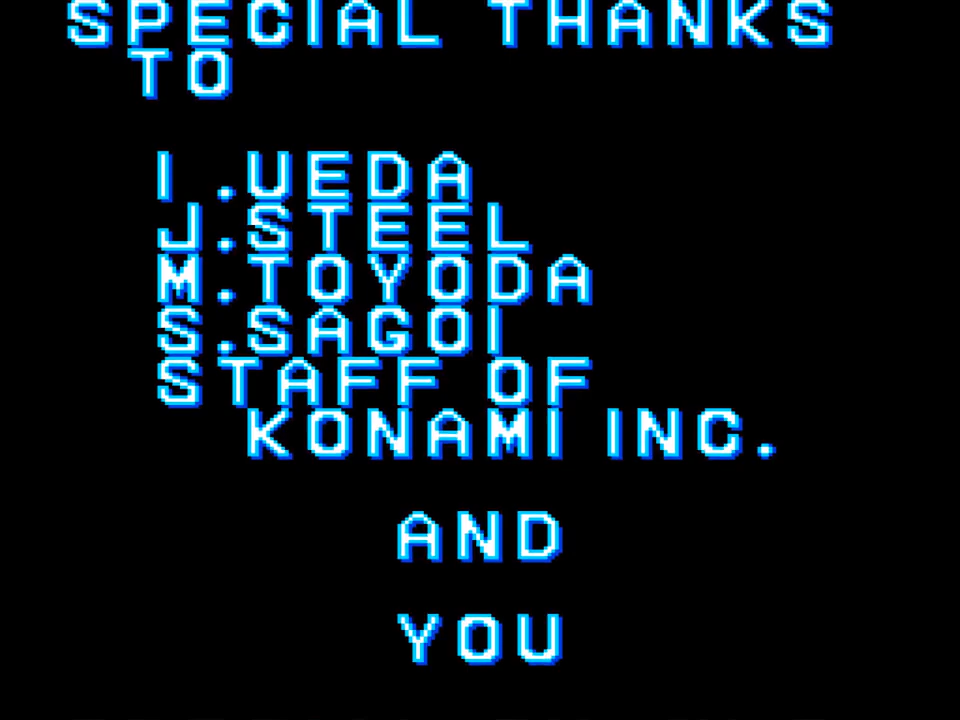 SPECIAL THANKS
TO
I.UEDA
J.STEEL
M.TOYODA
S.SAGOI
STAFF OF
KONAMI INC.
AND
YOU